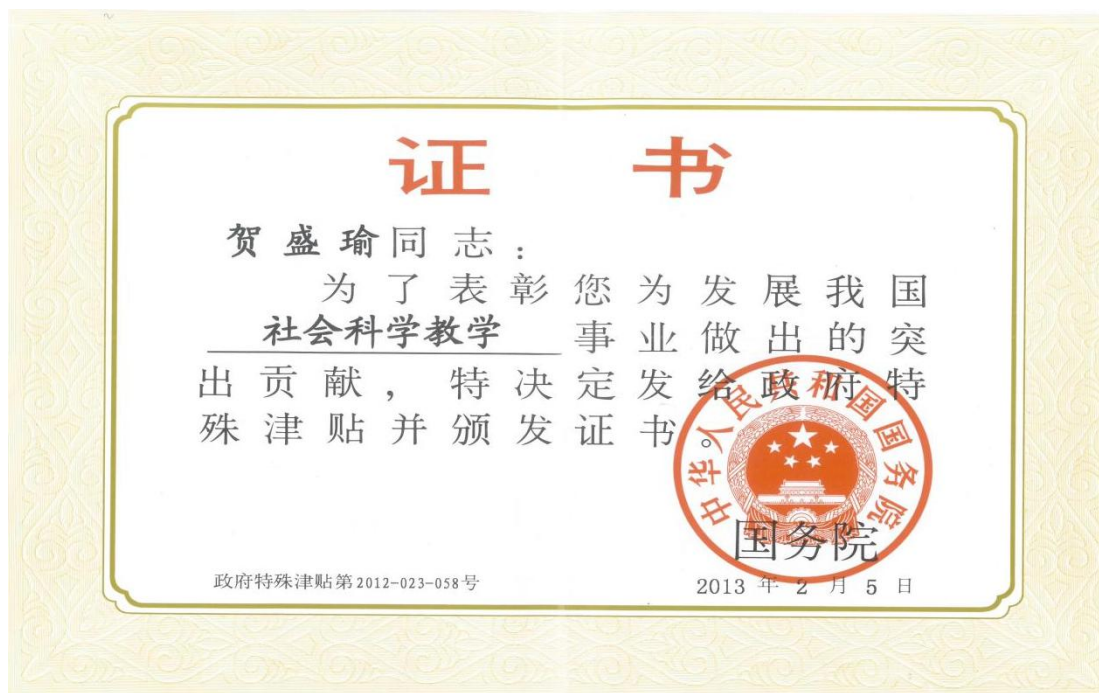 证 书
贺盛瑜同志：
为了表彰您为发展我国
社会科学教学 事业做出的突
出贡献，特决定发给政府特
殊津贴并颁发证书。
中华人民共和国国务院
国务院
政府特殊津贴第2012-023-058号
2013 年 2 月 5 日